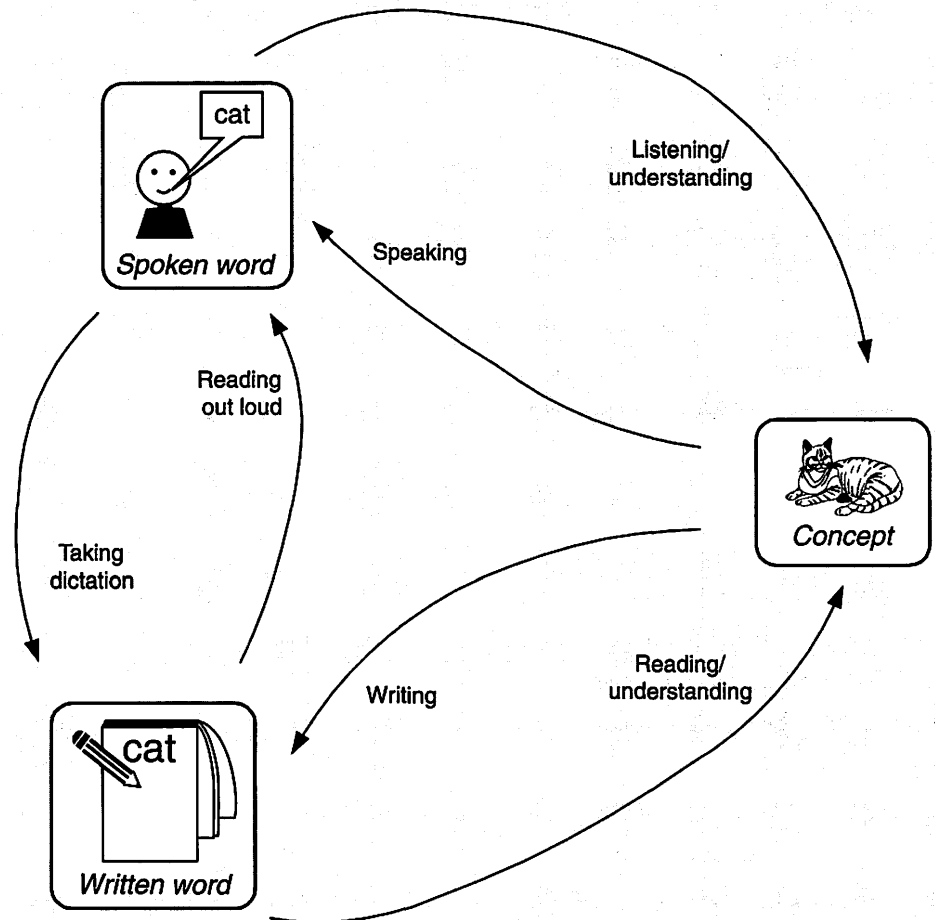 cat
Spoken word
Listening/
understanding
Speaking
Reading
out loud
Concept
Taking
dictation
Writing
Reading/
understanding
cat
Written word